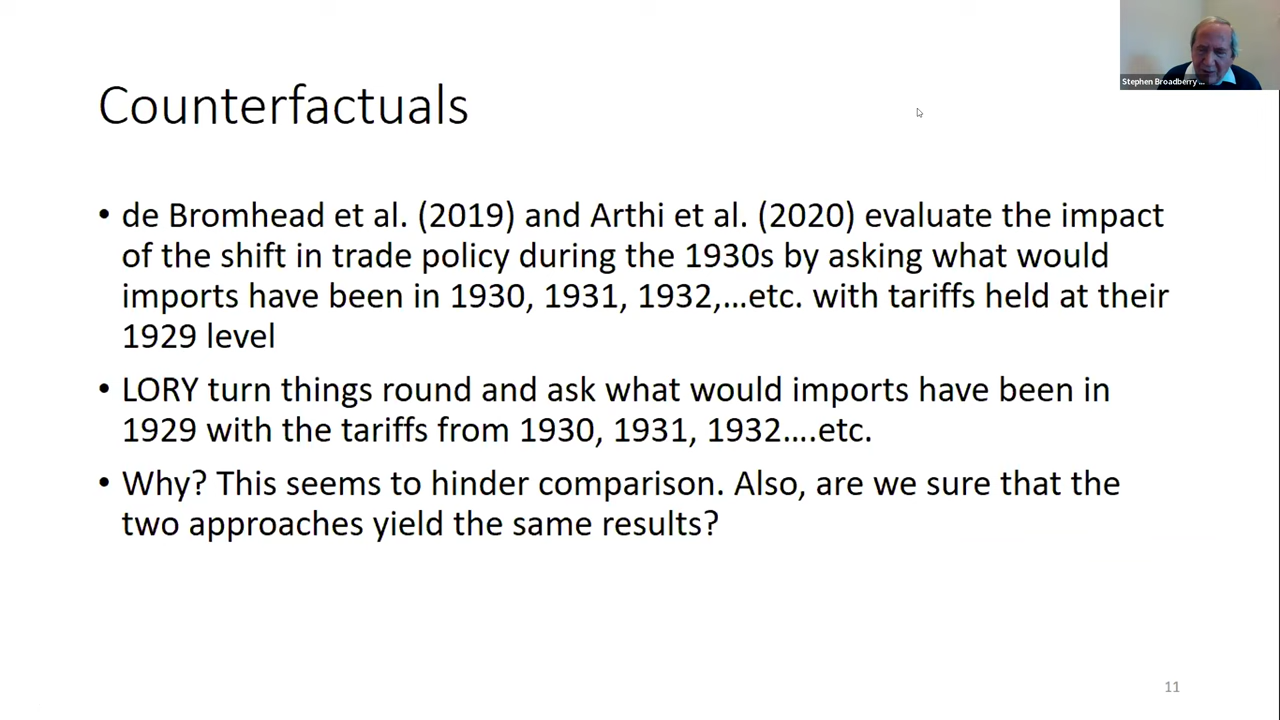 Stephen Broadberry ...
Counterfactuals
• de Bromhead et al. (2019) and Arthi et al. (2020) evaluate the impact
of the shift in trade policy during the 1930s by asking what would
imports have been in 1930, 1931, 1932,…etc. with tariffs held at their
1929 level
• LORY turn things round and ask what would imports have been in
1929 with the tariffs from 1930, 1931, 1932….etc.
• Why? This seems to hinder comparison. Also, are we sure that the
two approaches yield the same results?
11